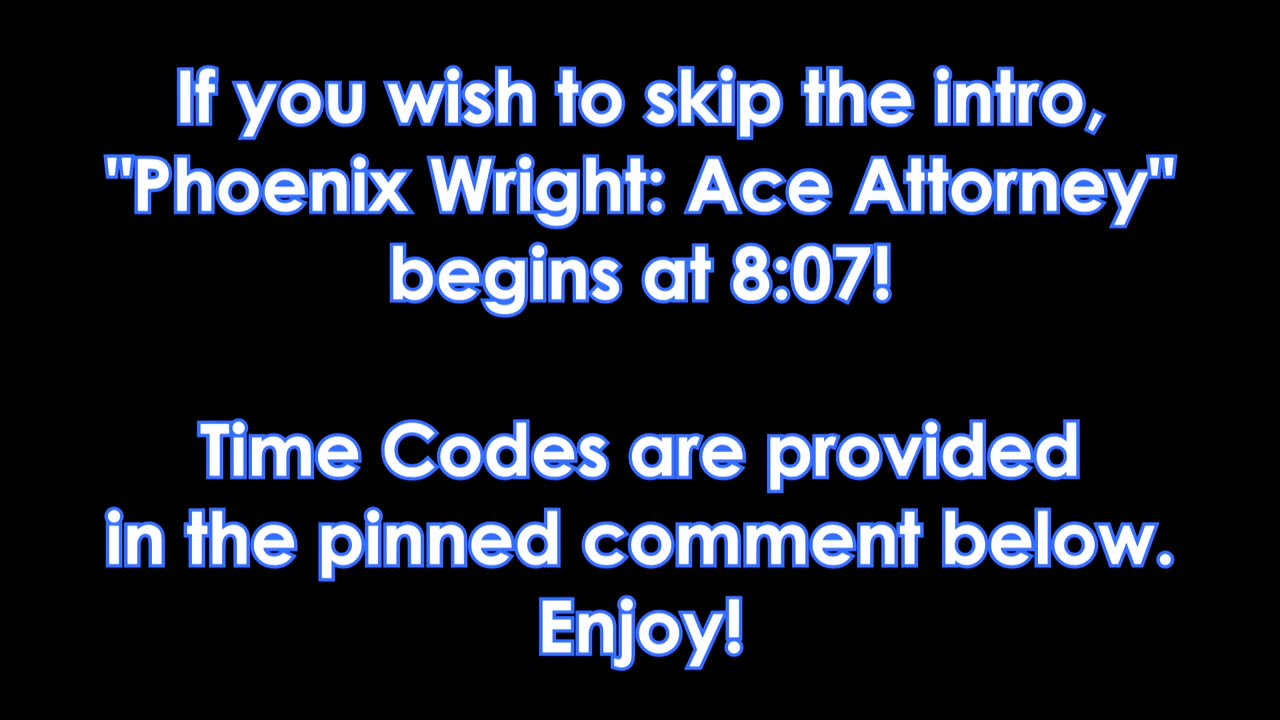 If you wish to skip the intro,
"Phoenix Wright: Ace Attorney"
begins at 8:07!
Time Codes are provided
in the pinned comment below.
Enjoy!